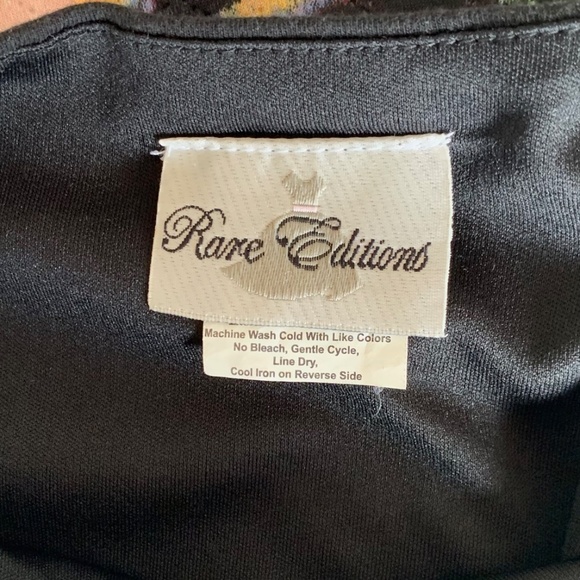 Rare Editions
Machine Wash Cold With Like Colors
No Bleach, Gentle Cycle,
Line Dry,
Cool Iron on Reverse Side